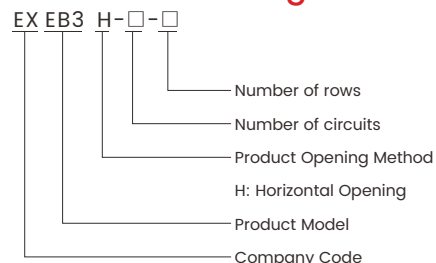 EX EB3 H-□-□
Number of rows
Number of circuits
Product Opening Method
H: Horizontal Opening
Product Model
Company Code